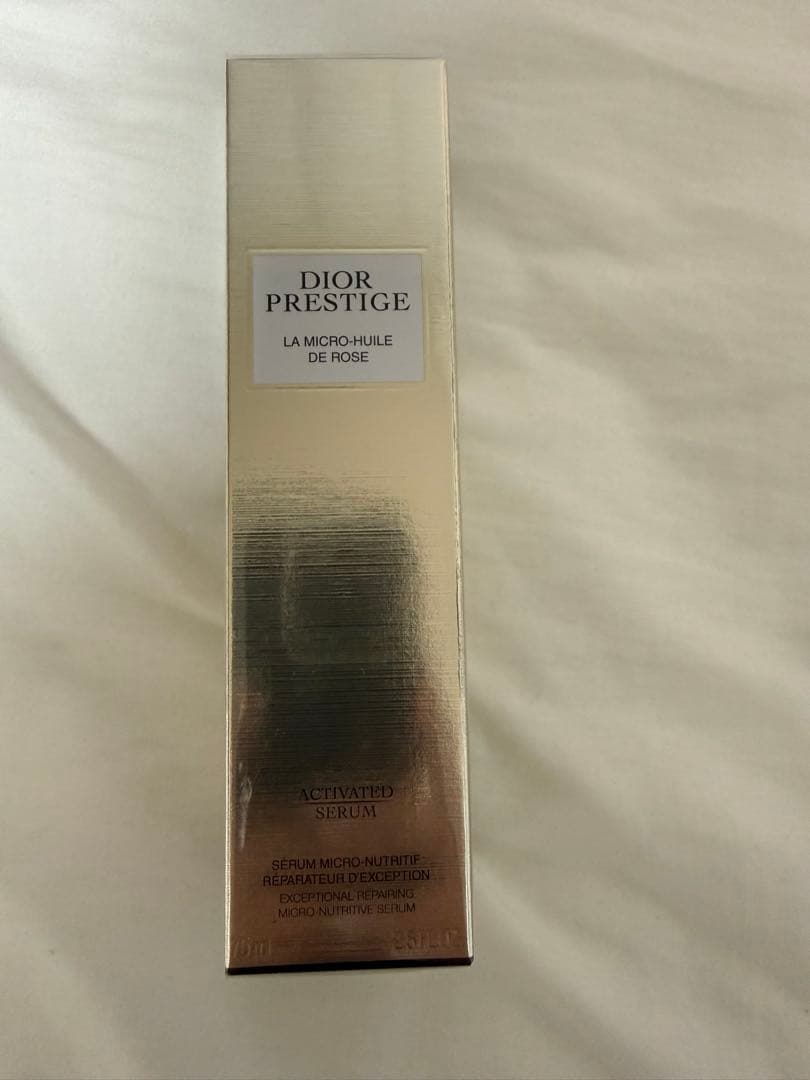 DIOR
PRESTIGE
LA MICRO-HUILE
DE ROSE
ACTIVATED
SERUM
SÉRUM MICRO-NUTRITIF
RÉPARATEUR D'EXCEPTION
EXCEPTIONAL REPAIRING
MICRO-NUTRITIVE SERUM